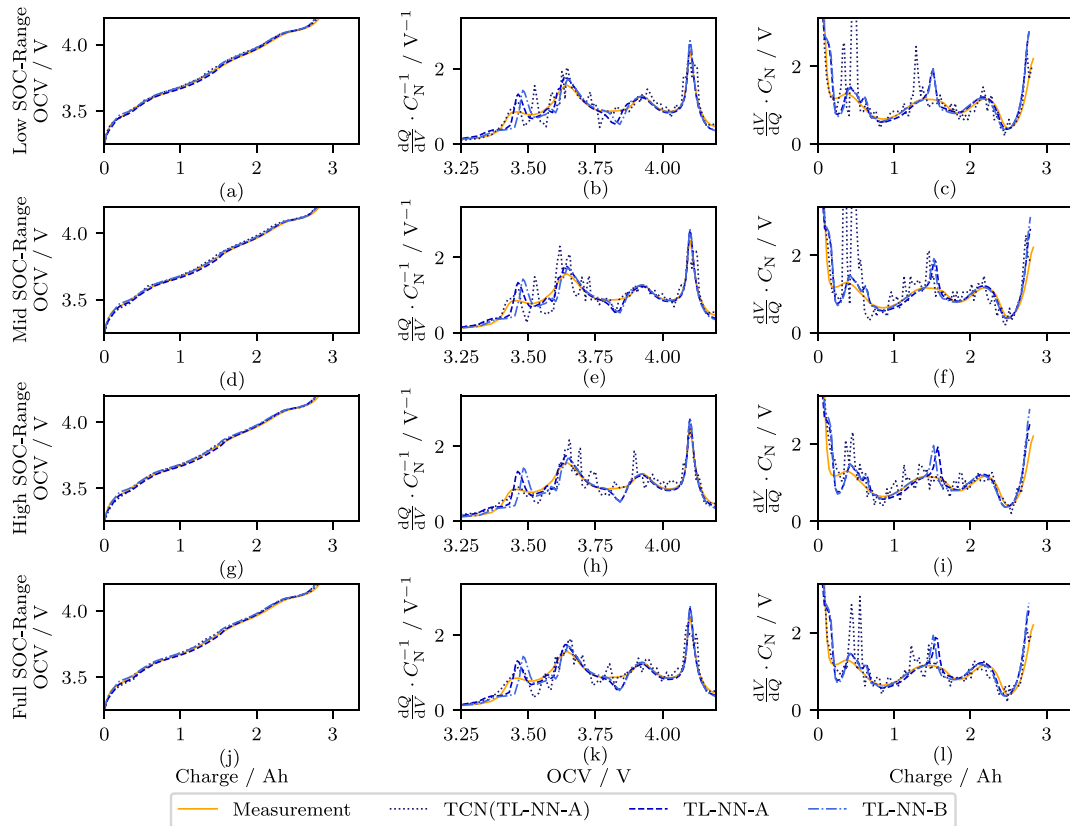 Low SOC-Range
OCV / V
4.0
3.5
0 1 2 3
(a)
dQ/dV · C_N^−1 / V^−1
2
0
3.25 3.50 3.75 4.00
(b)
dV/dQ · C_N / V
2
0
0 1 2 3
(c)
Mid SOC-Range
OCV / V
4.0
3.5
0 1 2 3
(d)
dQ/dV · C_N^−1 / V^−1
2
0
3.25 3.50 3.75 4.00
(e)
dV/dQ · C_N / V
2
0
0 1 2 3
(f)
High SOC-Range
OCV / V
4.0
3.5
0 1 2 3
(g)
dQ/dV · C_N^−1 / V^−1
2
0
3.25 3.50 3.75 4.00
(h)
dV/dQ · C_N / V
2
0
0 1 2 3
(i)
Full SOC-Range
OCV / V
4.0
3.5
0 1 2 3
(j)
Charge / Ah
dQ/dV · C_N^−1 / V^−1
2
0
3.25 3.50 3.75 4.00
(k)
OCV / V
dV/dQ · C_N / V
2
0
0 1 2 3
(l)
Charge / Ah
Measurement TCN(TL-NN-A) TL-NN-A TL-NN-B